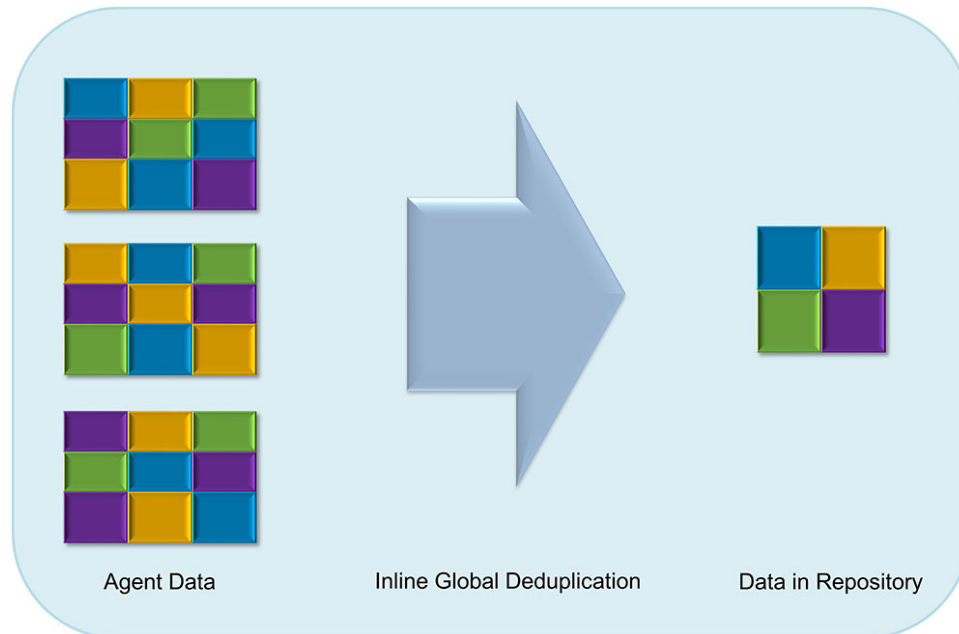 Agent Data
Inline Global Deduplication
Data in Repository